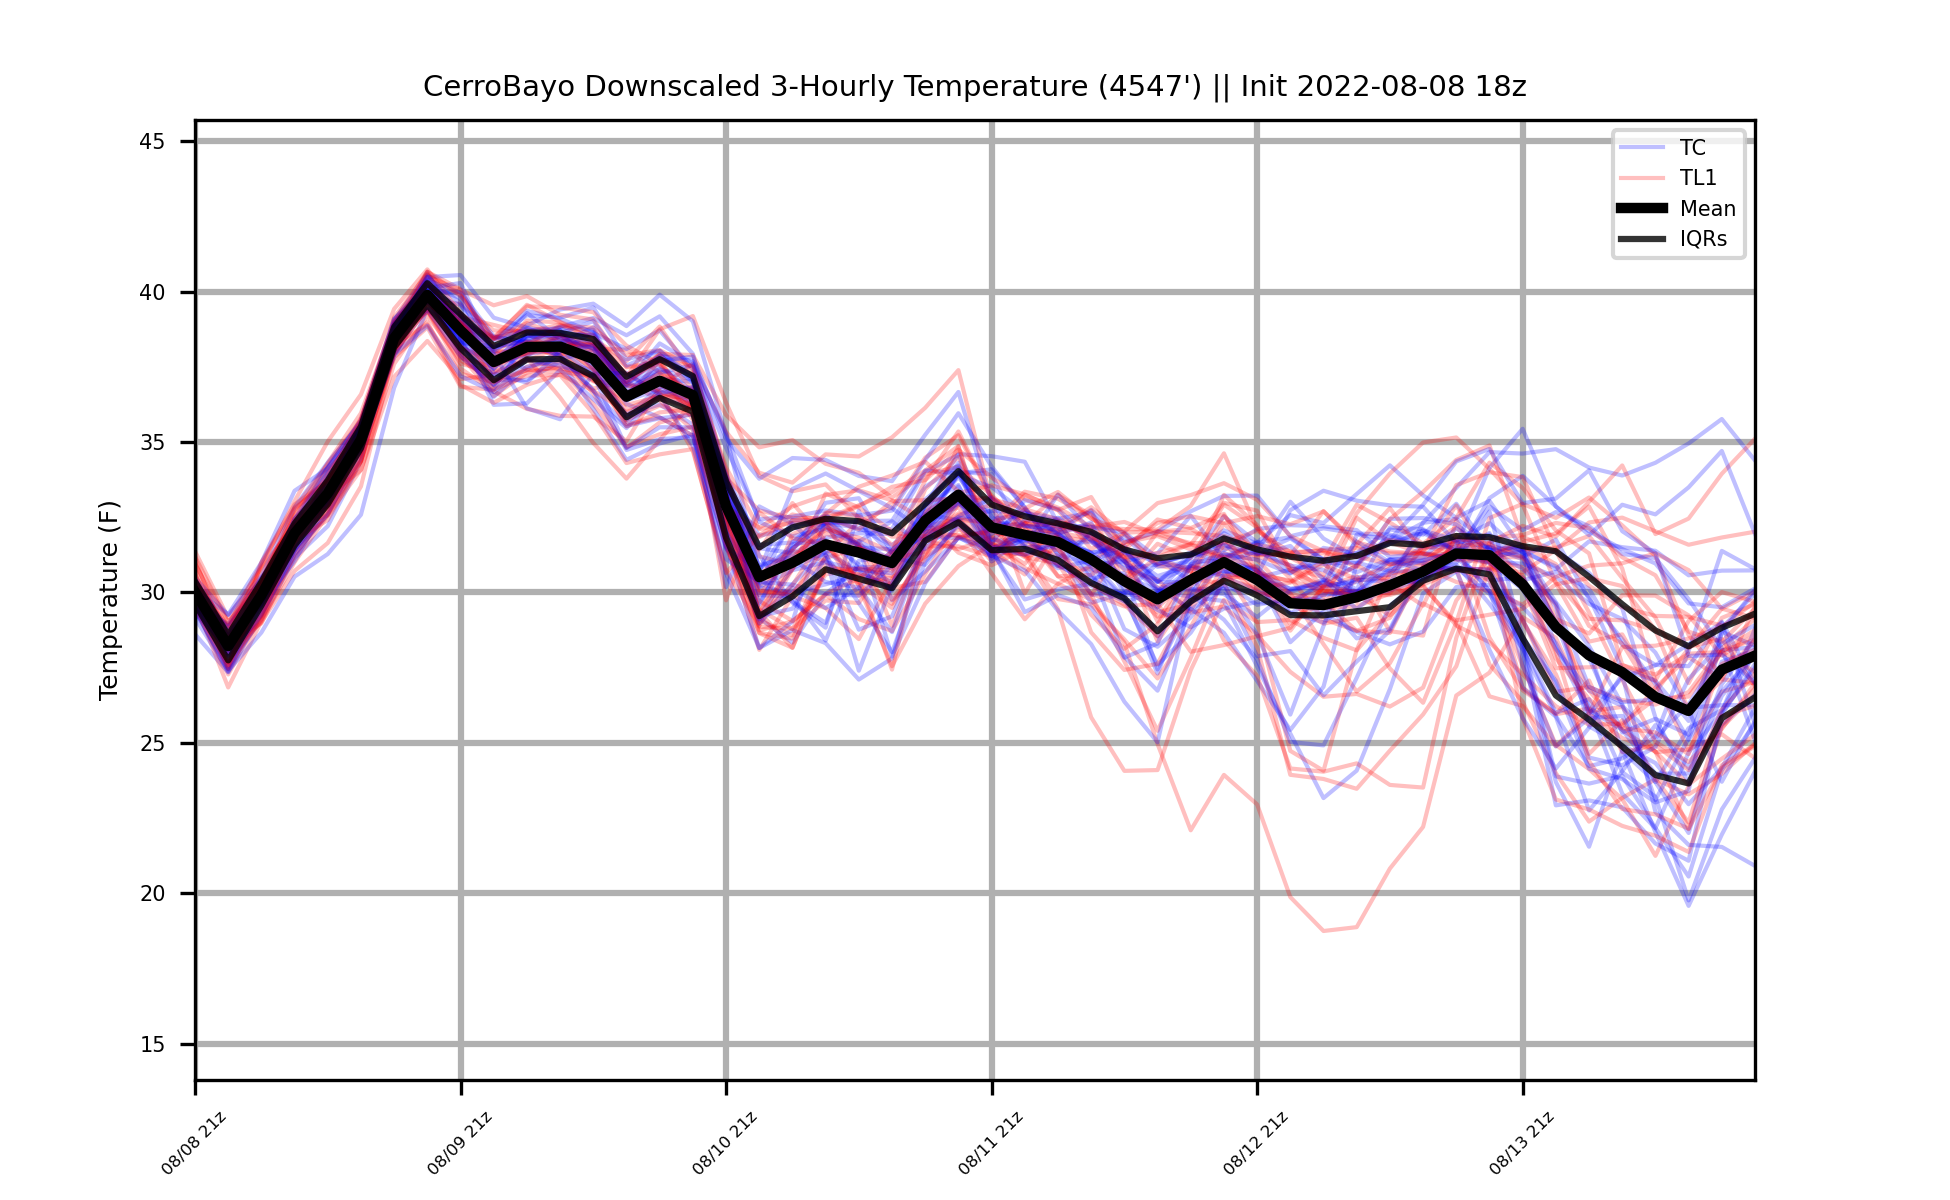 CerroBayo Downscaled 3-Hourly Temperature (4547') || Init 2022-08-08 18z
TC
TL1
Mean
IQRs
Temperature (F)
45
40
35
30
25
20
15
08/08 21z
08/09 21z
08/10 21z
08/11 21z
08/12 21z
08/13 21z